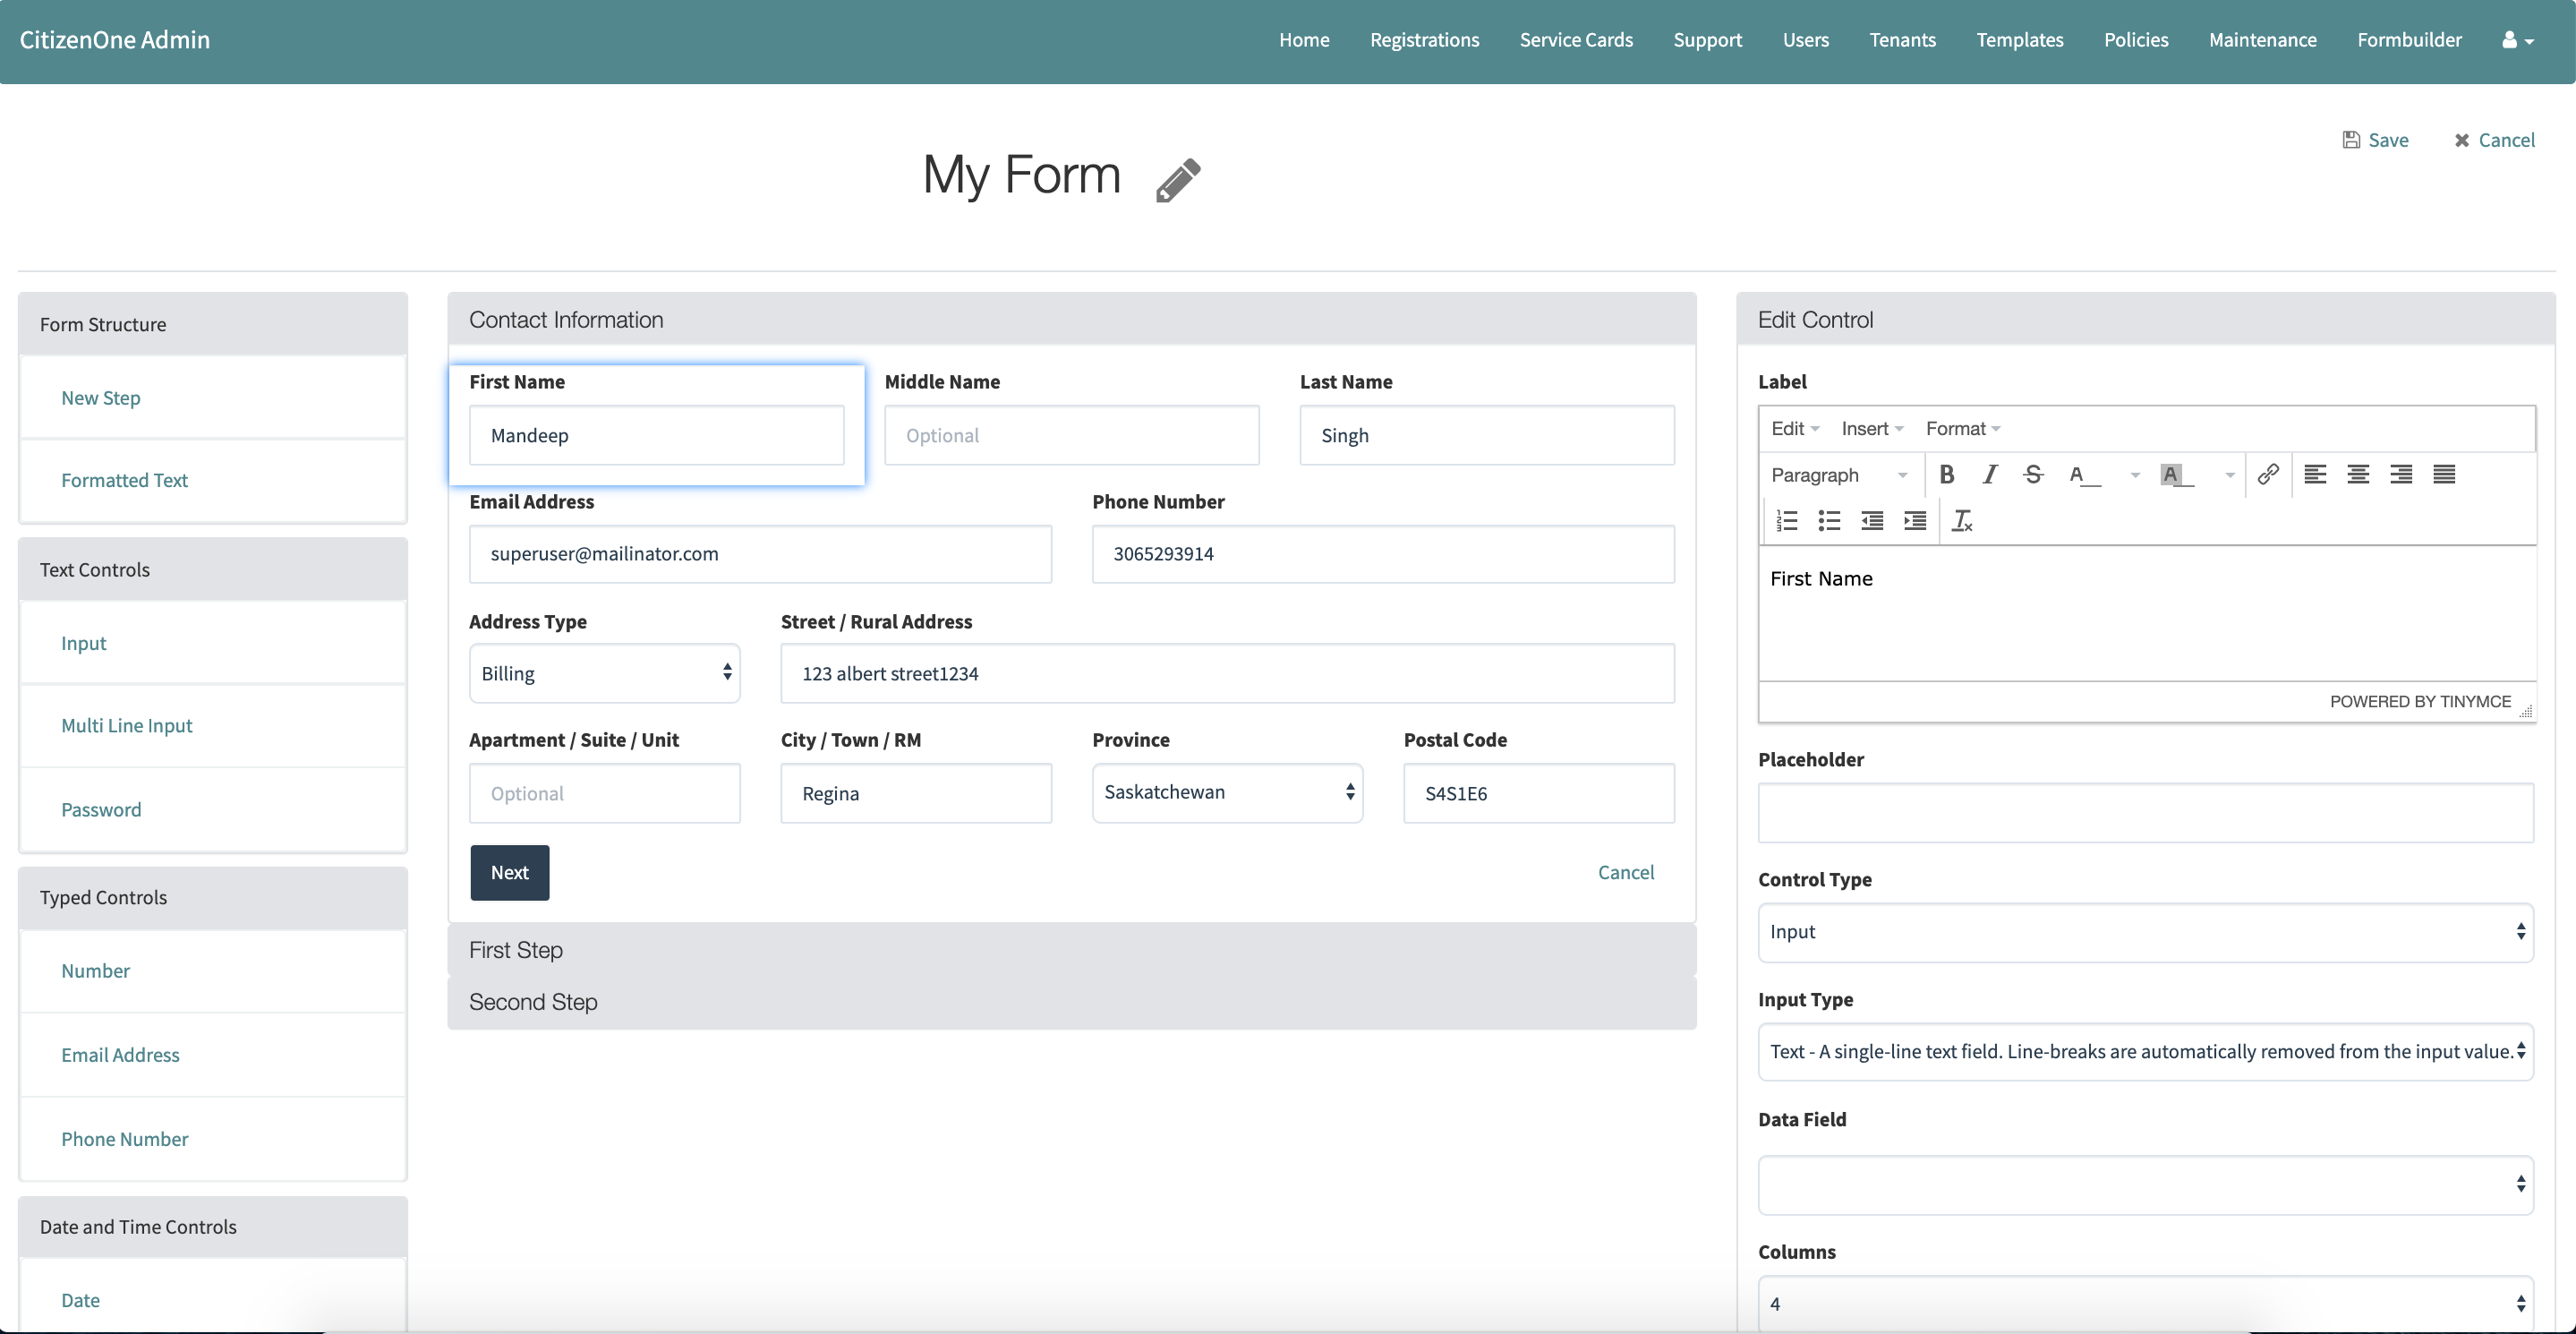 CitizenOne Admin
Home Registrations Service Cards Support Users Tenants Templates Policies Maintenance Formbuilder
Save Cancel
My Form
Form Structure
New Step
Formatted Text
Text Controls
Input
Multi Line Input
Password
Typed Controls
Number
Email Address
Phone Number
Date and Time Controls
Date
Contact Information
First Name Middle Name Last Name
Mandeep Optional Singh
Email Address Phone Number
superuser@mailinator.com 3065293914
Address Type Street / Rural Address
Billing 123 albert street1234
Apartment / Suite / Unit City / Town / RM Province Postal Code
Optional Regina Saskatchewan S4S1E6
Next Cancel
First Step
Second Step
Edit Control
Label
Edit Insert Format
Paragraph B I S A A
First Name
POWERED BY TINYMCE
Placeholder
Control Type
Input
Input Type
Text - A single-line text field. Line-breaks are automatically removed from the input value.
Data Field
Columns
4